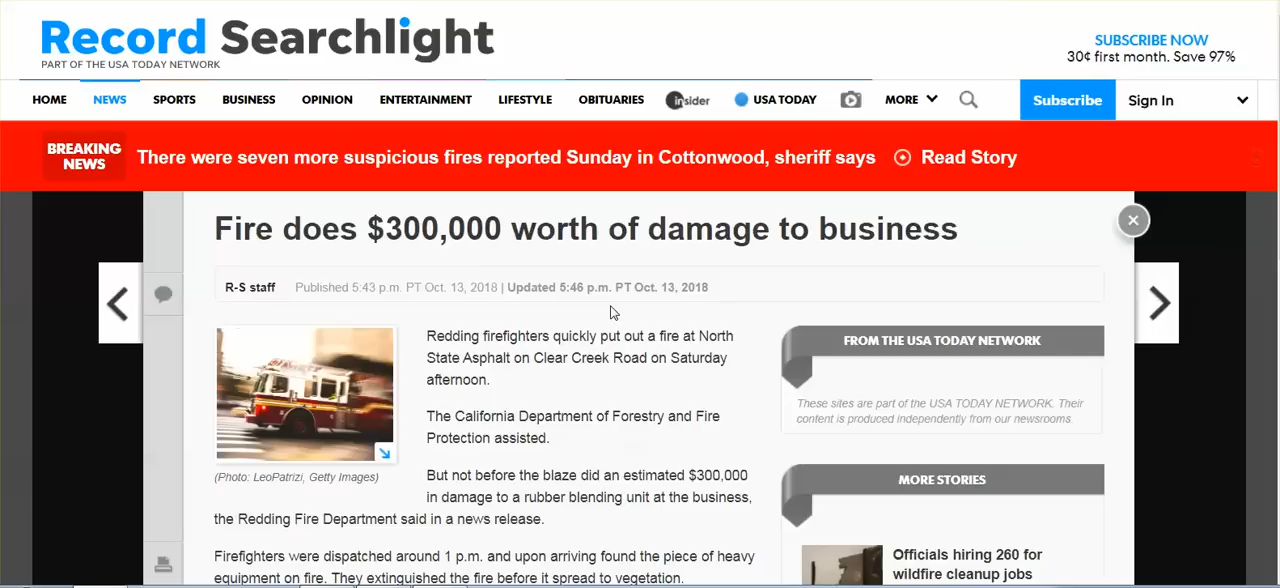 Record Searchlight
PART OF THE USA TODAY NETWORK
SUBSCRIBE NOW
30¢ first month. Save 97%
HOME NEWS SPORTS BUSINESS OPINION ENTERTAINMENT LIFESTYLE OBITUARIES insider USA TODAY MORE Subscribe Sign In
BREAKING NEWS
There were seven more suspicious fires reported Sunday in Cottonwood, sheriff says Read Story
Fire does $300,000 worth of damage to business
R-S staff Published 5:43 p.m. PT Oct. 13, 2018 | Updated 5:46 p.m. PT Oct. 13, 2018
(Photo: LeoPatrizi, Getty Images)
Redding firefighters quickly put out a fire at North
State Asphalt on Clear Creek Road on Saturday
afternoon.
The California Department of Forestry and Fire
Protection assisted.
But not before the blaze did an estimated $300,000
in damage to a rubber blending unit at the business,
the Redding Fire Department said in a news release.
Firefighters were dispatched around 1 p.m. and upon arriving found the piece of heavy
equipment on fire. They extinguished the fire before it spread to vegetation.
FROM THE USA TODAY NETWORK
These sites are part of the USA TODAY NETWORK. Their
content is produced independently from our newsrooms.
MORE STORIES
Officials hiring 260 for
wildfire cleanup jobs